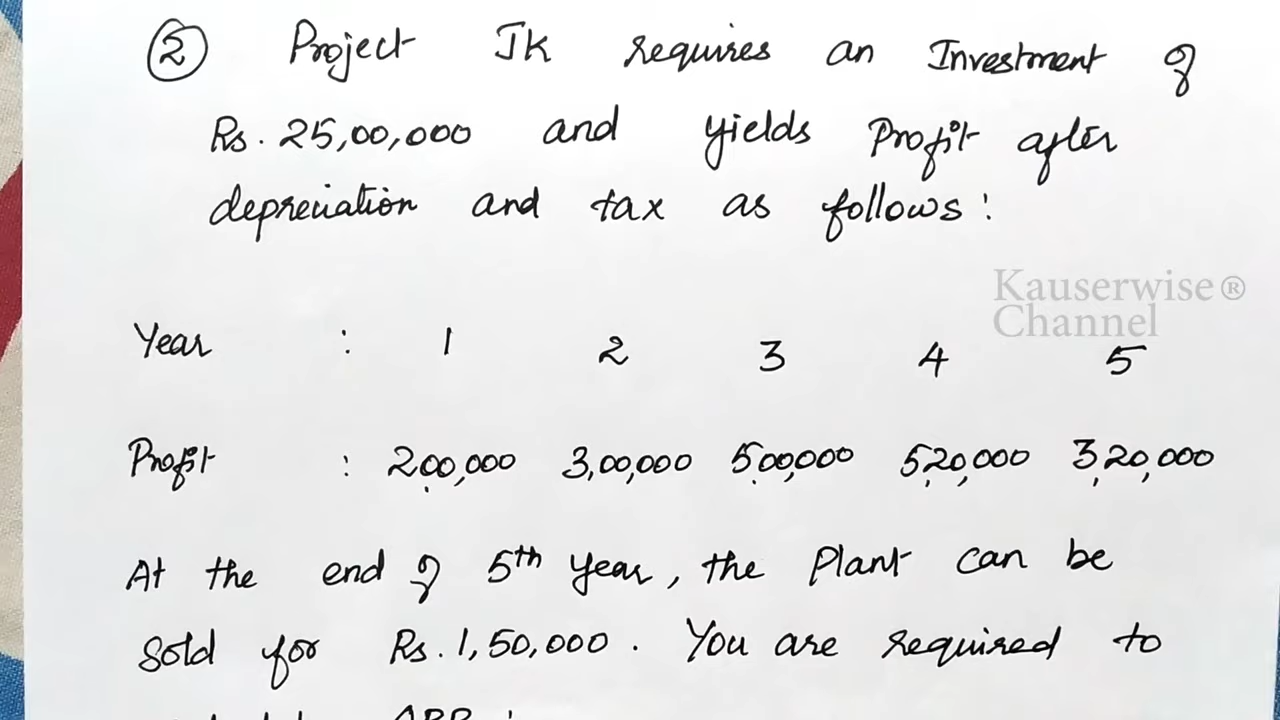 ② Project JK requires an Investment of
Rs. 25,00,000 and yields Profit after
depreciation and tax as follows:
Kauserwise®
Channel
Year : 1 2 3 4 5
Profit : 2,00,000 3,00,000 5,00,000 5,20,000 3,20,000
At the end of 5th Year, the Plant can be
sold for Rs. 1,50,000. You are required to
ARR :